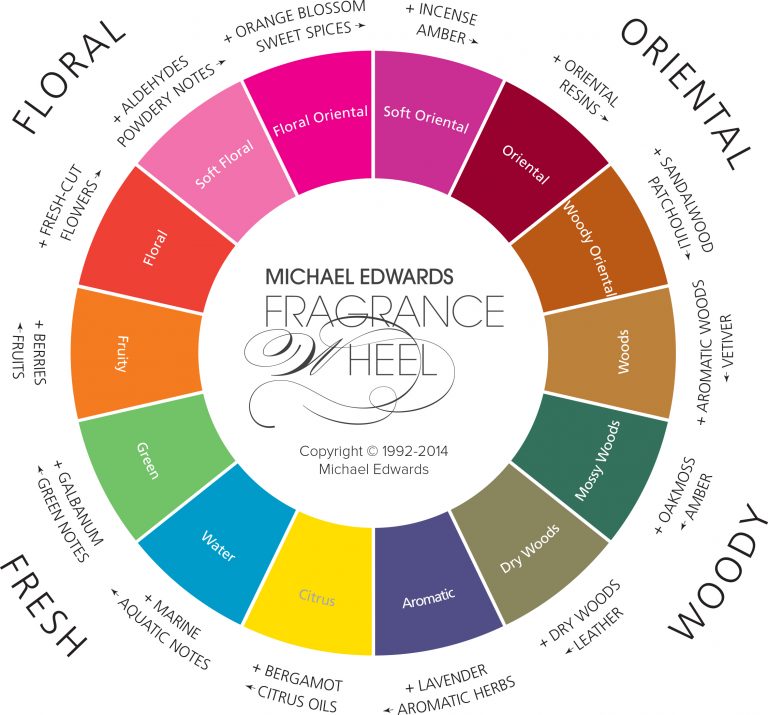 FLORAL
ORIENTAL
WOODY
FRESH
+ ORANGE BLOSSOM
SWEET SPICES
+ INCENSE
AMBER
+ ORIENTAL
RESINS
+ SANDALWOOD
PATCHOULI
+ AROMATIC WOODS
VETIVER
+ OAKMOSS
AMBER
+ DRY WOODS
LEATHER
+ LAVENDER
AROMATIC HERBS
+ BERGAMOT
CITRUS OILS
+ MARINE
AQUATIC NOTES
+ GALBANUM
GREEN NOTES
+ BERRIES
FRUITS
+ FRESH-CUT
FLOWERS
+ ALDEHYDES
POWDERY NOTES
Floral Oriental
Soft Oriental
Oriental
Woody Oriental
Woods
Mossy Woods
Dry Woods
Aromatic
Citrus
Water
Green
Fruity
Floral
Soft Floral
MICHAEL EDWARDS
FRAGRANCE
WHEEL
Copyright © 1992-2014
Michael Edwards